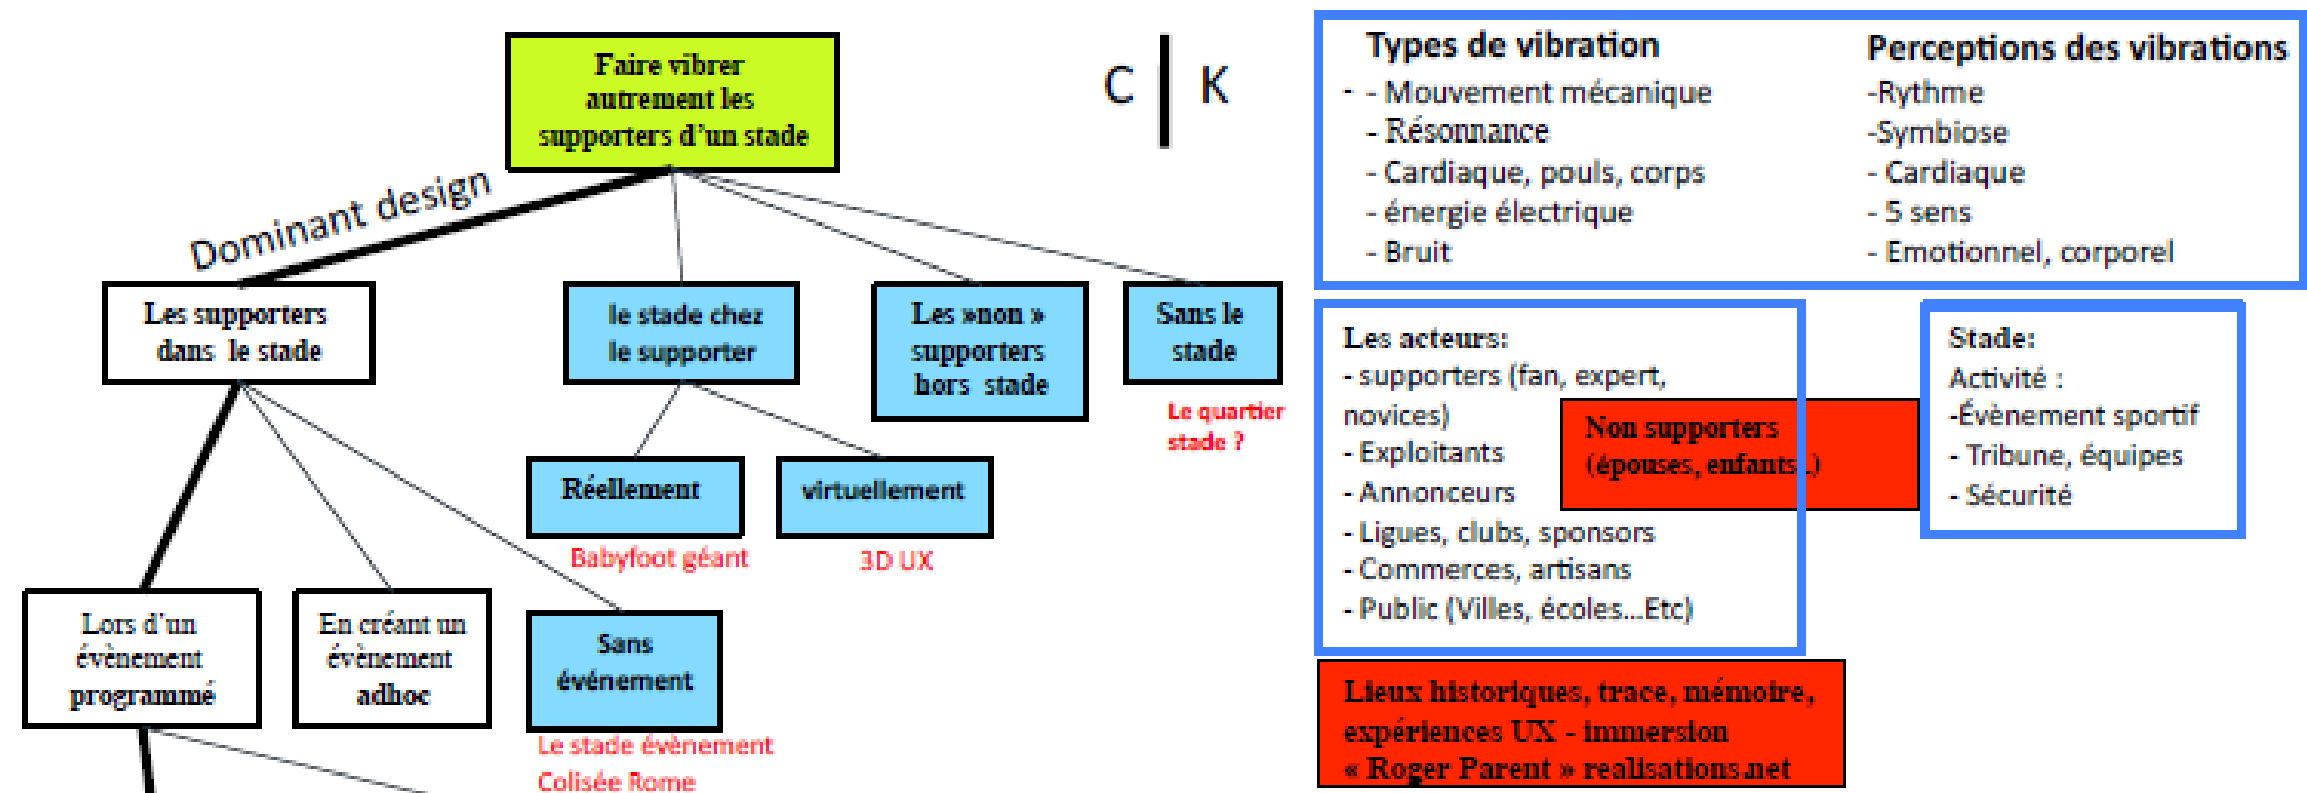 Faire vibrer
autrement les
supporters d'un stade
C | K
Dominant design
Les supporters
dans le stade
le stade chez
le supporter
Les »non »
supporters
hors stade
Sans le
stade
Le quartier
stade ?
Réellement
virtuellement
Babyfoot géant
3D UX
Lors d'un
évènement
programmé
En créant un
évènement
adhoc
Sans
événement
Le stade évènement
Colisée Rome
Types de vibration
- - Mouvement mécanique
- Résonnance
- Cardiaque, pouls, corps
- énergie électrique
- Bruit
Perceptions des vibrations
-Rythme
-Symbiose
- Cardiaque
- 5 sens
- Emotionnel, corporel
Les acteurs:
- supporters (fan, expert,
novices)
- Exploitants
- Annonceurs
- Ligues, clubs, sponsors
- Commerces, artisans
- Public (Villes, écoles...Etc)
Non supporters
(épouses, enfants..)
Stade:
Activité :
-Évènement sportif
- Tribune, équipes
- Sécurité
Lieux historiques, trace, mémoire,
expériences UX - immersion
« Roger Parent » realisations.net